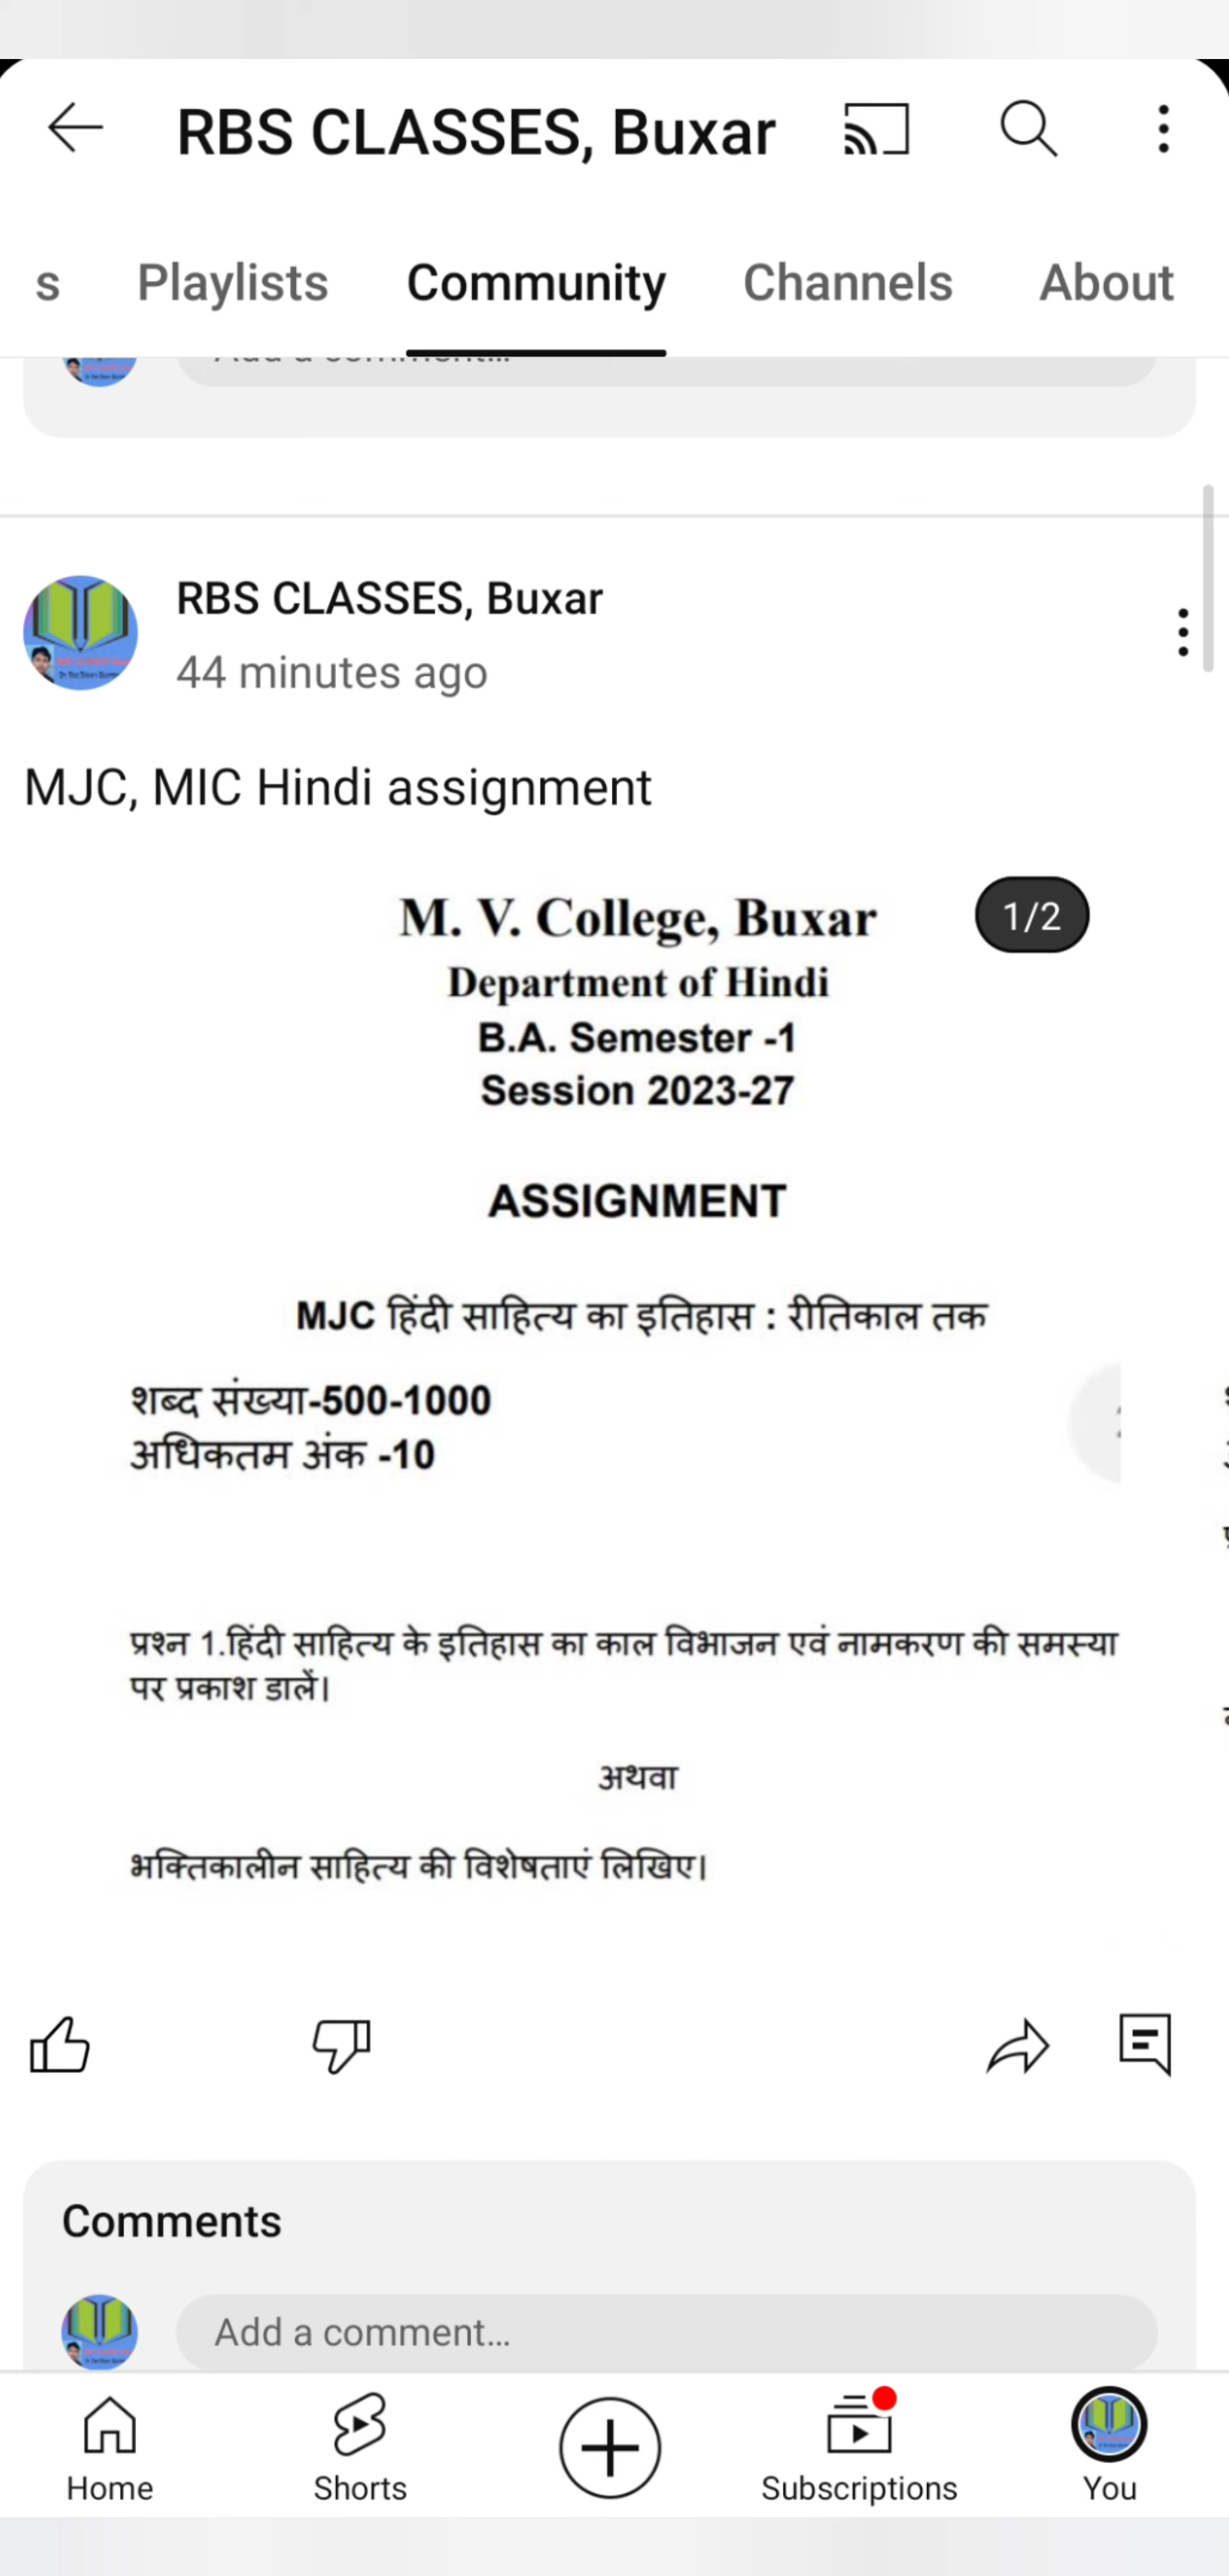 RBS CLASSES, Buxar
s Playlists Community Channels About
RBS CLASSES, Buxar
44 minutes ago
MJC, MIC Hindi assignment
1/2
M. V. College, Buxar
Department of Hindi
B.A. Semester -1
Session 2023-27
ASSIGNMENT
MJC हिंदी साहित्य का इतिहास : रीतिकाल तक
शब्द संख्या-500-1000
अधिकतम अंक -10
प्रश्न 1.हिंदी साहित्य के इतिहास का काल विभाजन एवं नामकरण की समस्या
पर प्रकाश डालें।
अथवा
भक्तिकालीन साहित्य की विशेषताएं लिखिए।
Comments
Add a comment...
Home Shorts Subscriptions You